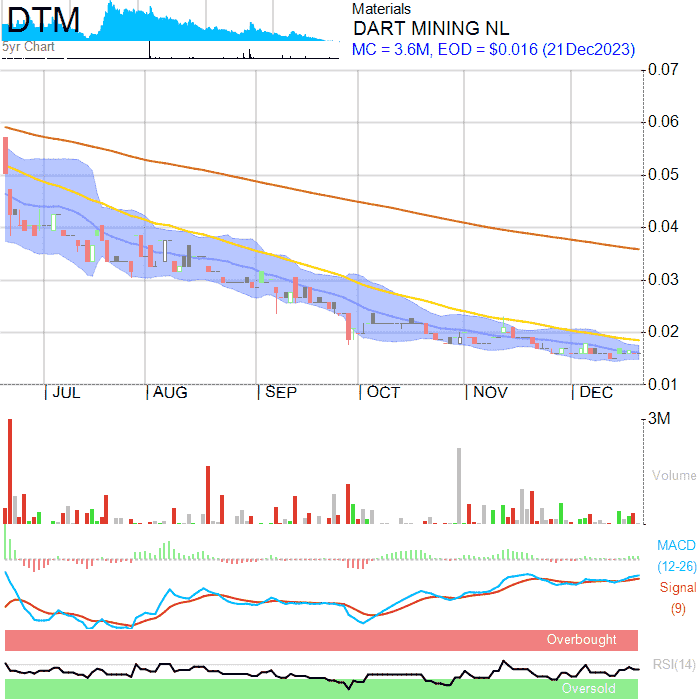 DTM
5yr Chart
Materials
DART MINING NL
MC = 3.6M, EOD = $0.016 (21Dec2023)
0.07
0.06
0.05
0.04
0.03
0.02
0.01
JUL AUG SEP OCT NOV DEC
3M
Volume
MACD
(12-26)
Signal
(9)
Overbought
RSI(14)
Oversold